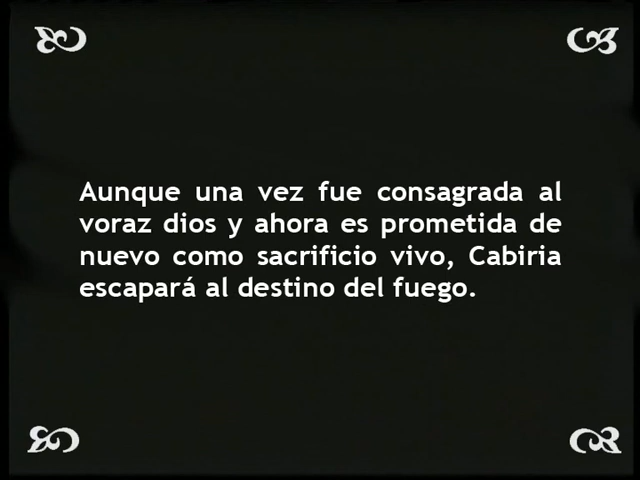 Aunque una vez fue consagrada al
voraz dios y ahora es prometida de
nuevo como sacrificio vivo, Cabiria
escapará al destino del fuego.